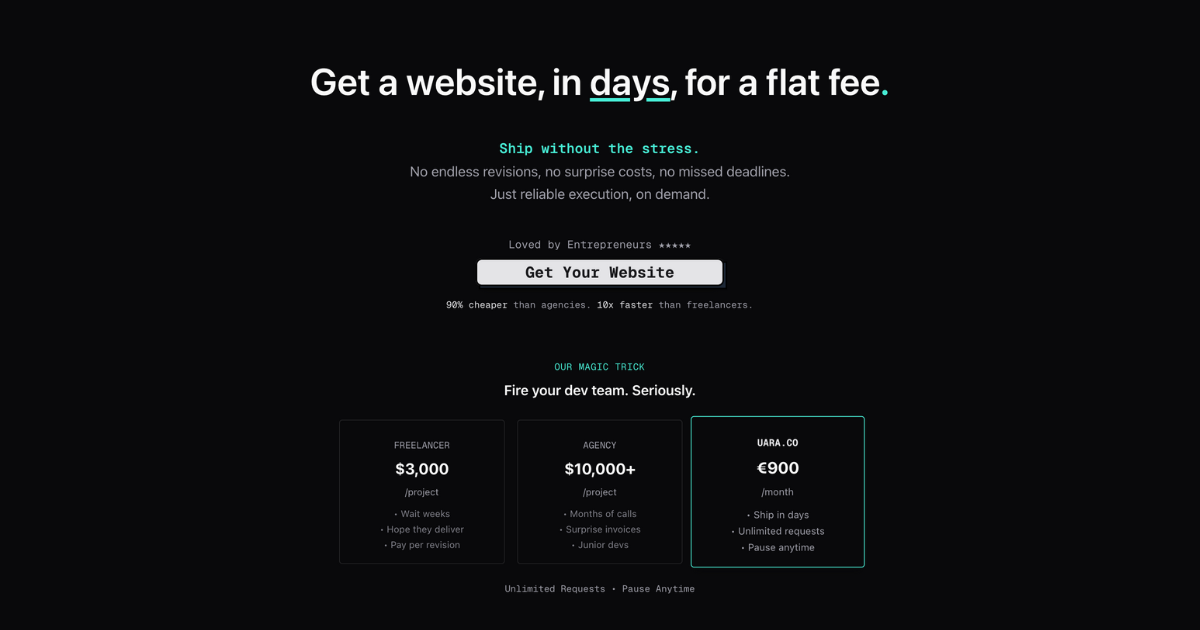 Get a website, in days, for a flat fee.
Ship without the stress.
No endless revisions, no surprise costs, no missed deadlines.
Just reliable execution, on demand.
Loved by Entrepreneurs ★★★★★
Get Your Website
90% cheaper than agencies. 10x faster than freelancers.
OUR MAGIC TRICK
Fire your dev team. Seriously.
FREELANCER
$3,000
/project
• Wait weeks
• Hope they deliver
• Pay per revision
AGENCY
$10,000+
/project
• Months of calls
• Surprise invoices
• Junior devs
UARA.CO
€900
/month
• Ship in days
• Unlimited requests
• Pause anytime
Unlimited Requests • Pause Anytime